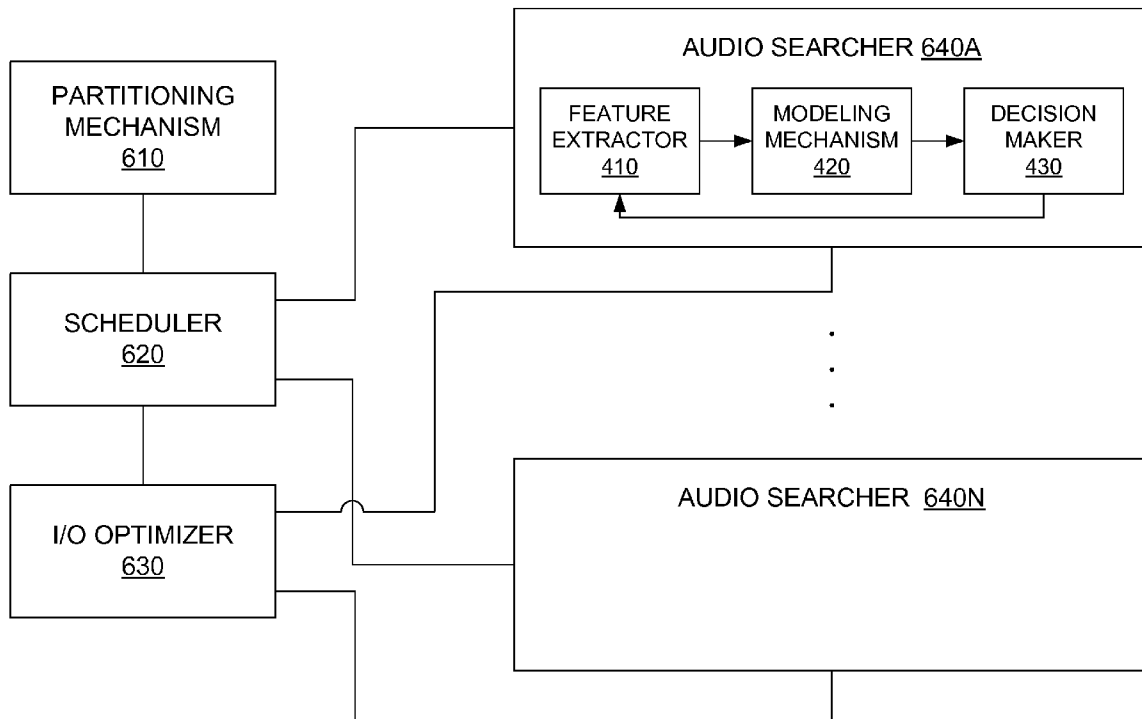 PARTITIONING
MECHANISM
610
SCHEDULER
620
I/O OPTIMIZER
630
AUDIO SEARCHER 640A
FEATURE
EXTRACTOR
410
MODELING
MECHANISM
420
DECISION
MAKER
430
AUDIO SEARCHER 640N